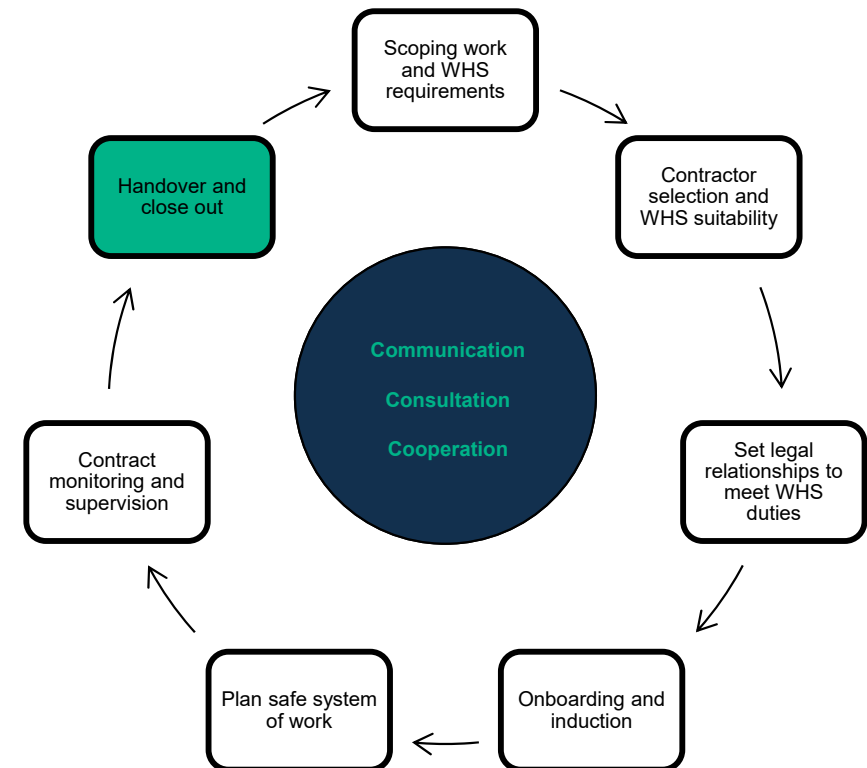 Scoping work
and WHS
requirements
Contractor
selection and
WHS suitability
Set legal
relationships to
meet WHS
duties
Onboarding and
induction
Plan safe system
of work
Contract
monitoring and
supervision
Handover and
close out
Communication
Consultation
Cooperation